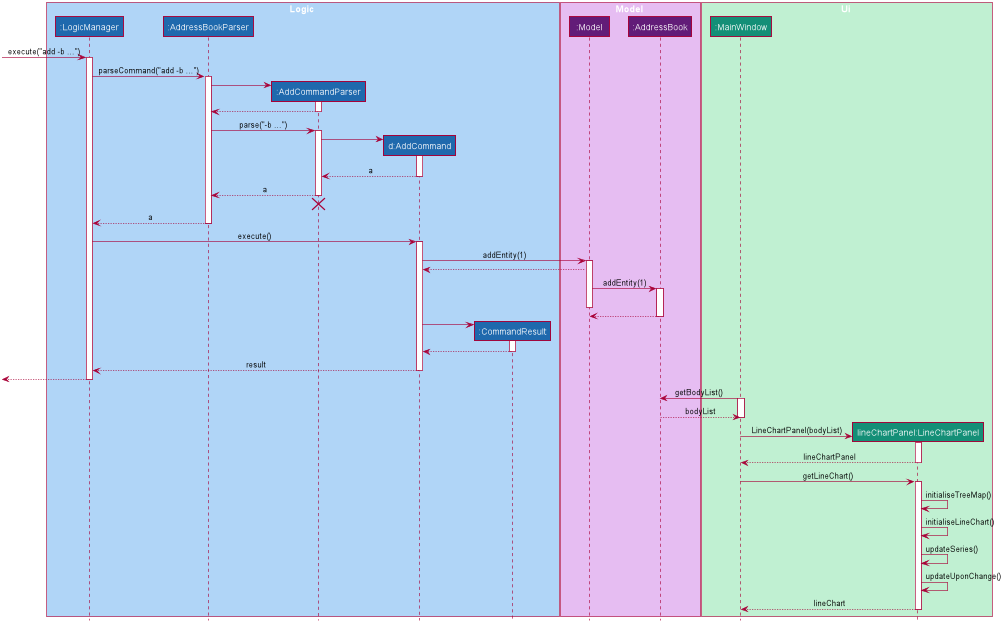 Logic
Model
Ui
:LogicManager
:AddressBookParser
:Model
:AddressBook
:MainWindow
execute("add -b ...")
parseCommand("add -b ...")
:AddCommandParser
parse("-b ...")
d:AddCommand
a
a
a
execute()
addEntity(1)
addEntity(1)
:CommandResult
result
getBodyList()
bodyList
LineChartPanel(bodyList)
lineChartPanel:LineChartPanel
lineChartPanel
getLineChart()
initialiseTreeMap()
initialiseLineChart()
updateSeries()
updateUponChange()
lineChart